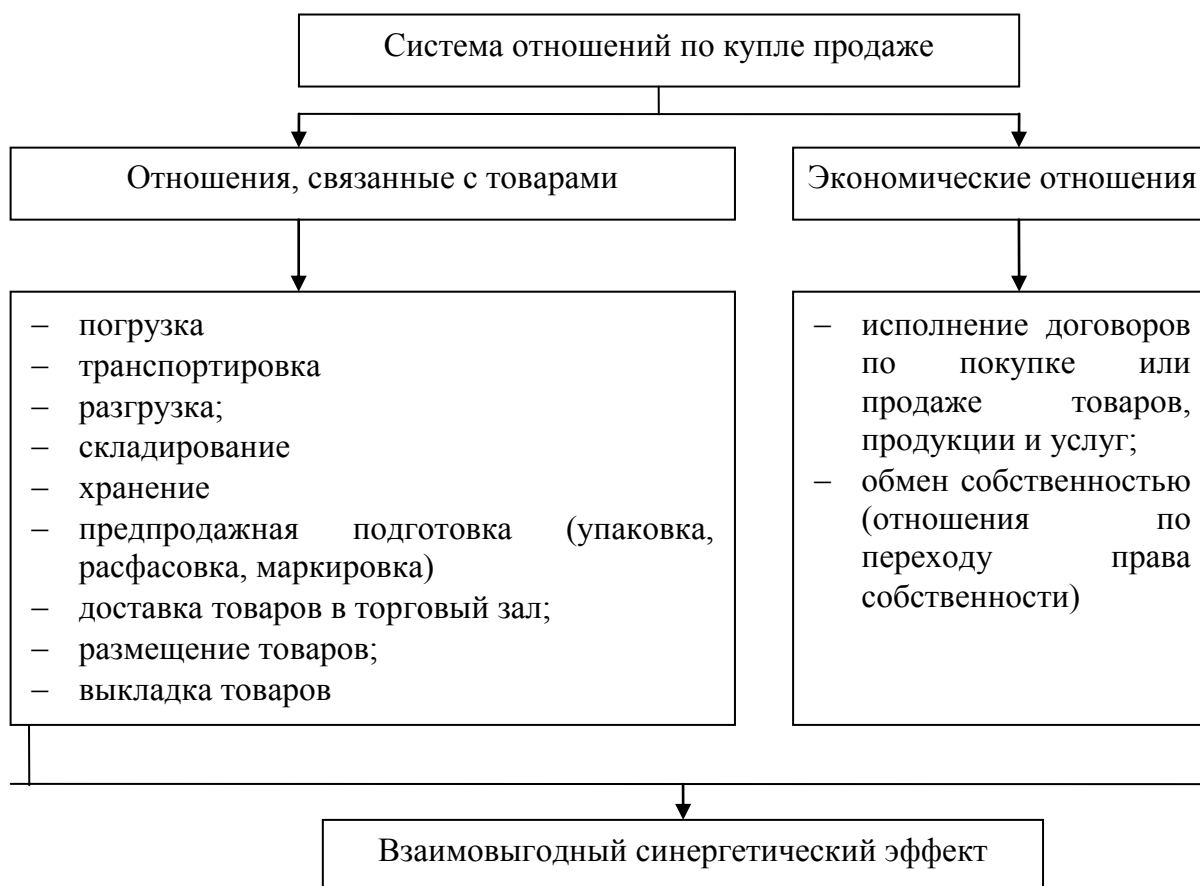 Система отношений по купле продаже
Отношения, связанные с товарами
Экономические отношения
– погрузка
– транспортировка
– разгрузка;
– складирование
– хранение
– предпродажная подготовка (упаковка,
расфасовка, маркировка)
– доставка товаров в торговый зал;
– размещение товаров;
– выкладка товаров
– исполнение договоров
по покупке или
продаже товаров,
продукции и услуг;
– обмен собственностью
(отношения по
переходу права
собственности)
Взаимовыгодный синергетический эффект